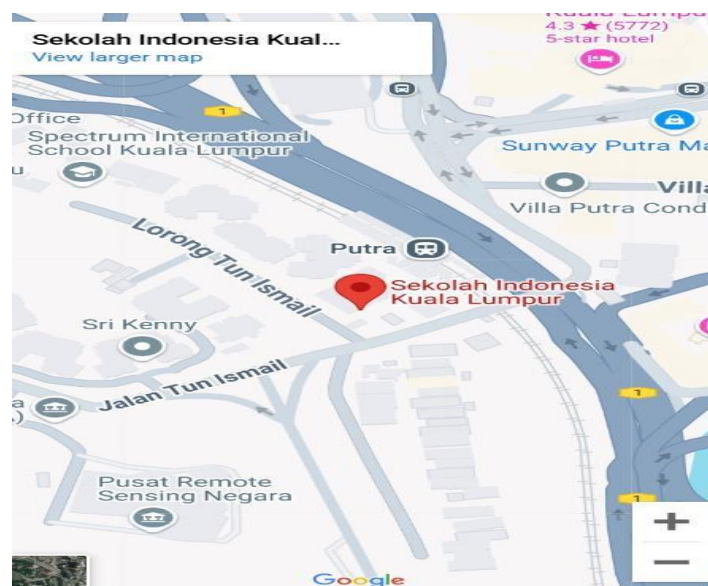 Sekolah Indonesia Kual...
View larger map
4.3 ★ (5772)
5-star hotel
1
Office
Spectrum International
School Kuala Lumpur
Sunway Putra Ma
Villa
Villa Putra Cond
Putra
Lorong Tun Ismail
Sekolah Indonesia
Kuala Lumpur
Sri Kenny
Jalan Tun Ismail
1
Pusat Remote
Sensing Negara
1
+
−
Google